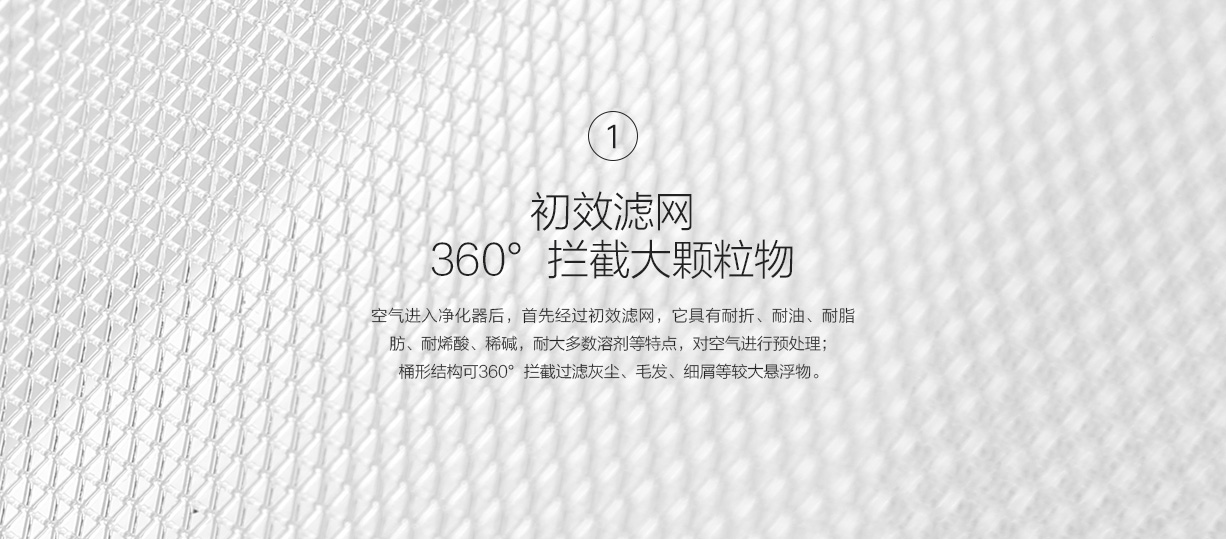 1
初效滤网
360°拦截大颗粒物
空气进入净化器后，首先经过初效滤网，它具有耐折、耐油、耐脂
肪、耐烯酸、稀碱，耐大多数溶剂等特点，对空气进行预处理；
桶形结构可360°拦截过滤灰尘、毛发、细屑等较大悬浮物。